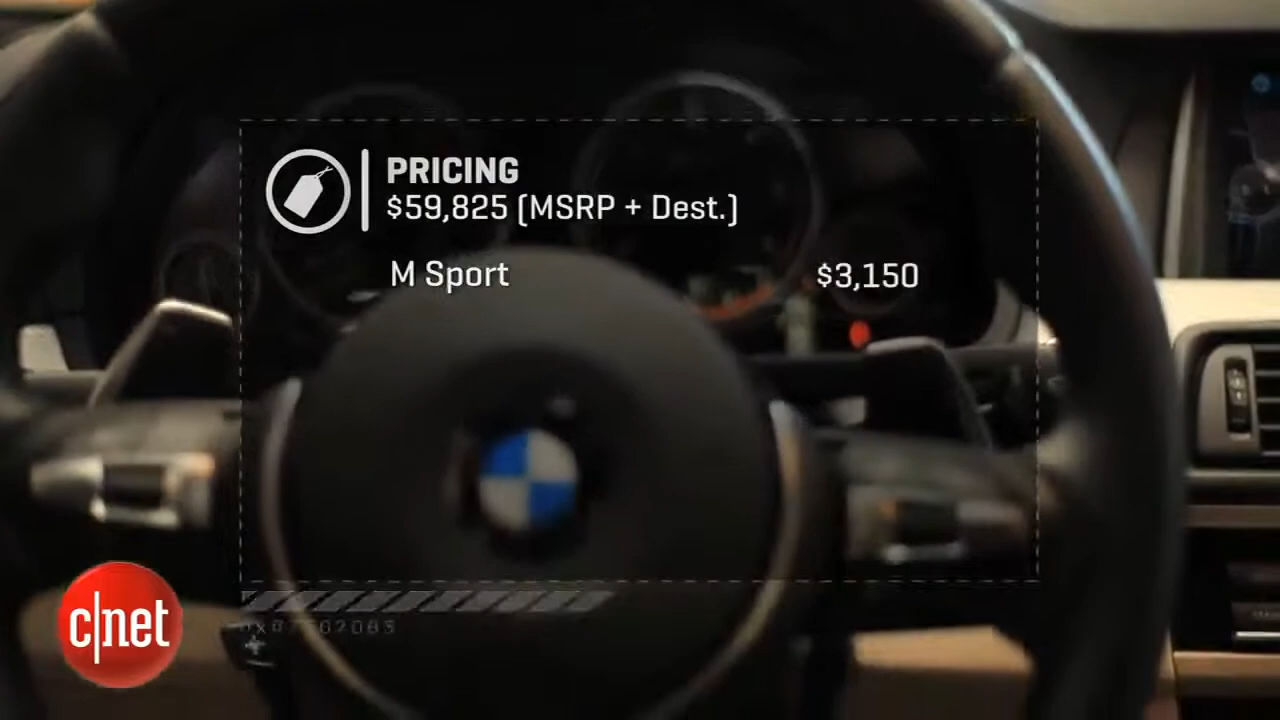 PRICING
$59,825 (MSRP + Dest.)
M Sport $3,150
c|net